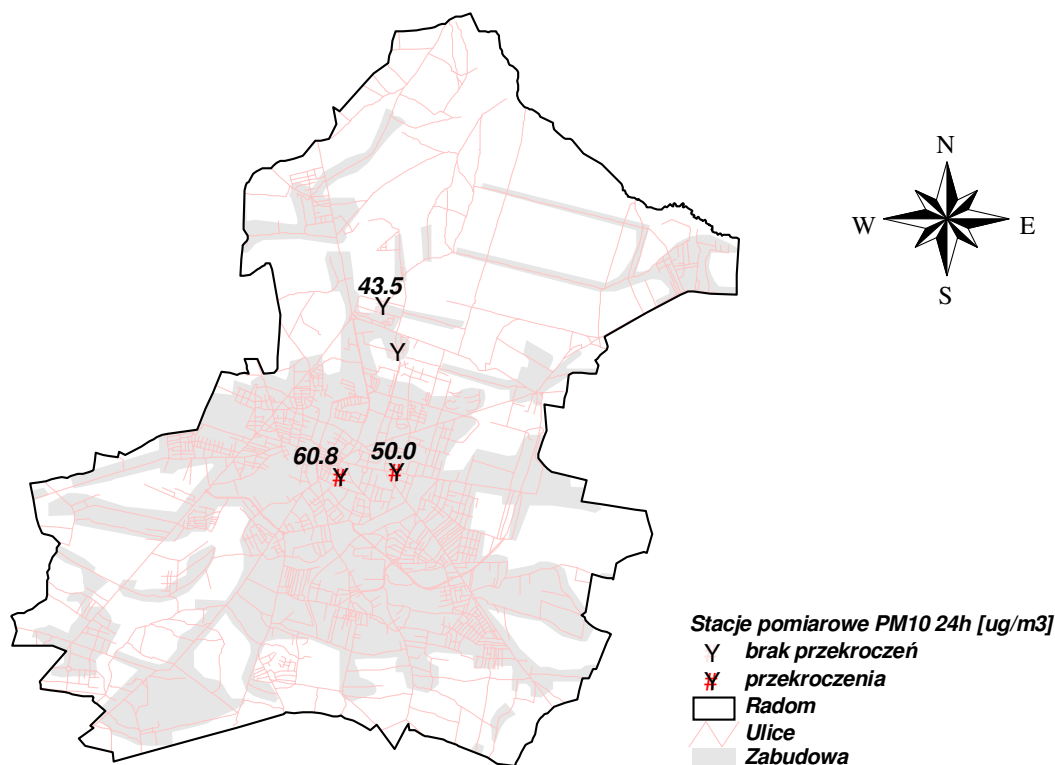 N
W E
S
43.5
60.8 50.0
Stacje pomiarowe PM10 24h [ug/m3]
brak przekroczeń
przekroczenia
Radom
Ulice
Zabudowa